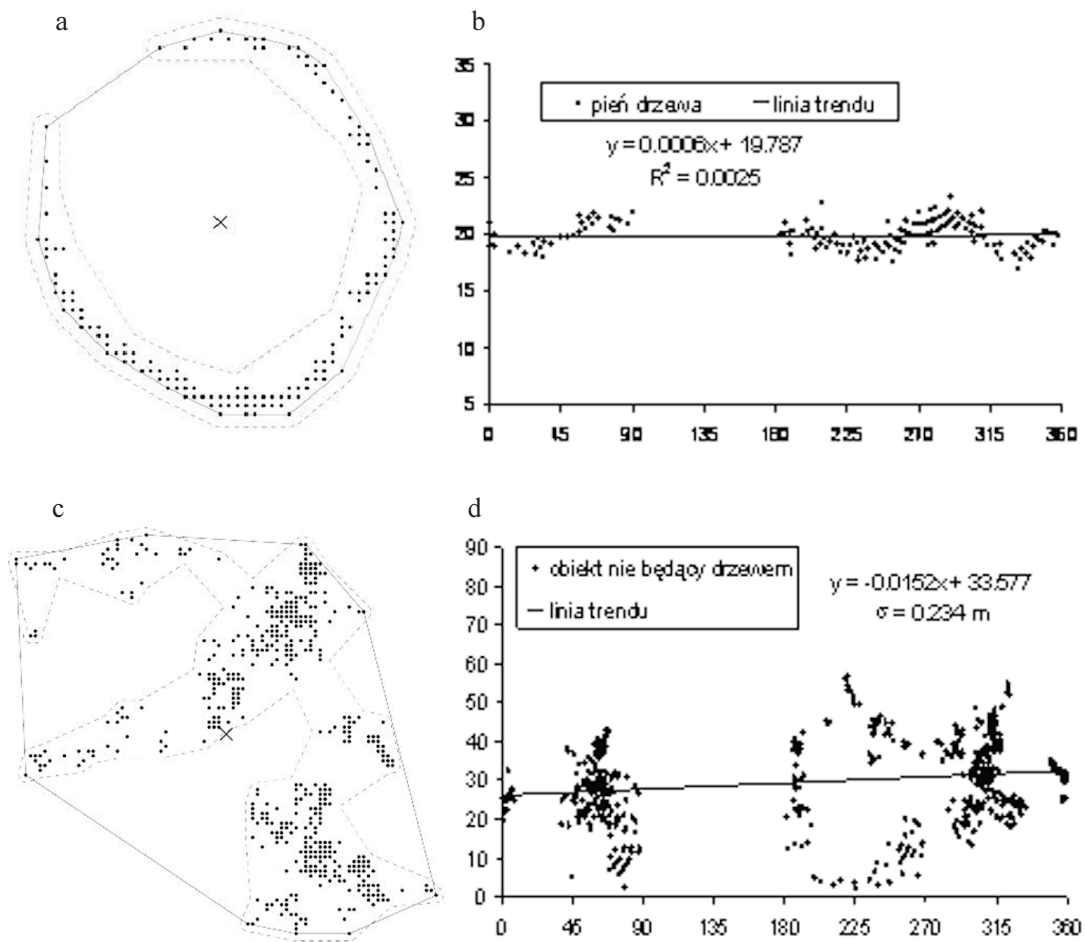 a
b
35
30
25
20
15
10
5
0 45 90 135 180 225 270 315 360
• pień drzewa — linia trendu
y = 0.0006x + 19.787
R² = 0.0025
c
d
90
80
70
60
50
40
30
20
10
0
0 45 90 135 180 225 270 315 360
obiekt nie będący drzewem
linia trendu
y = -0.0152x + 33.577
σ = 0.234 m